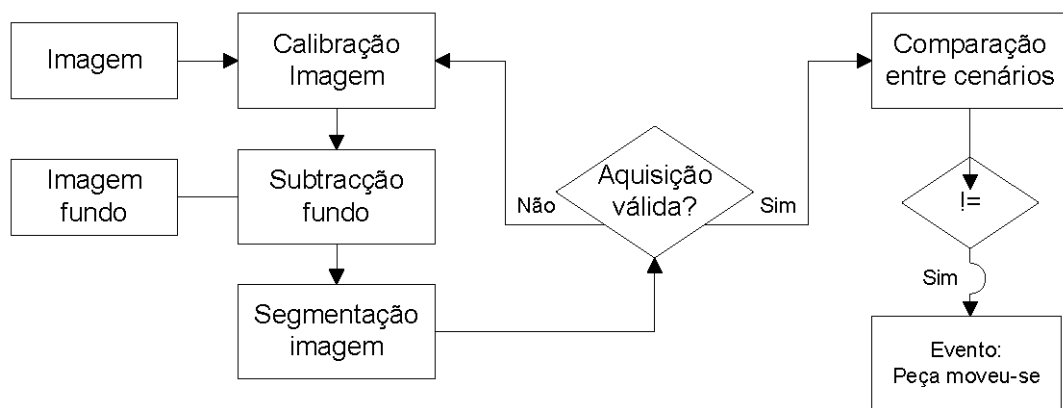 Imagem
Calibração
Imagem
Comparação
entre cenários
Imagem
fundo
Subtracção
fundo
Aquisição
válida?
Não
Sim
!=
Sim
Segmentação
imagem
Evento:
Peça moveu-se